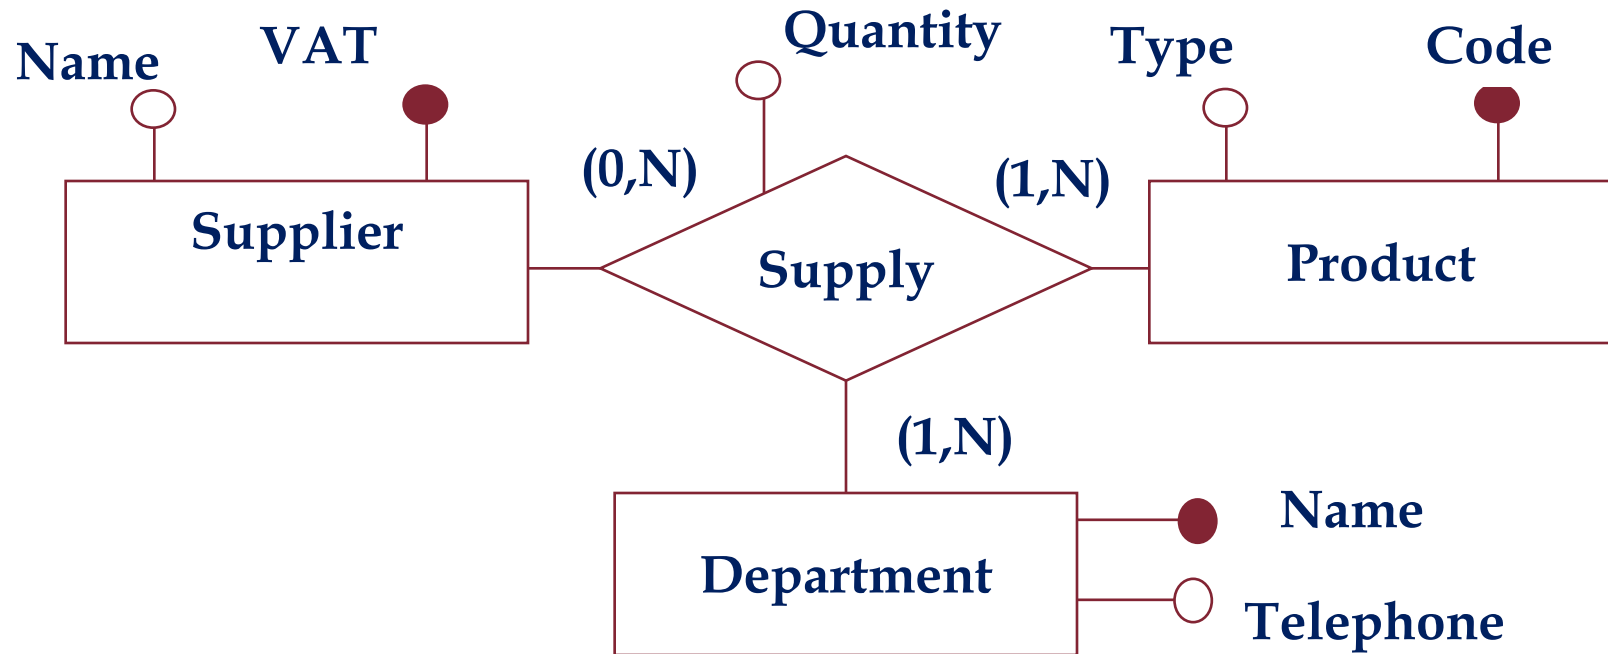 Name
VAT
Quantity
Type
Code
(0,N)
(1,N)
Supplier
Supply
Product
(1,N)
Department
Name
Telephone